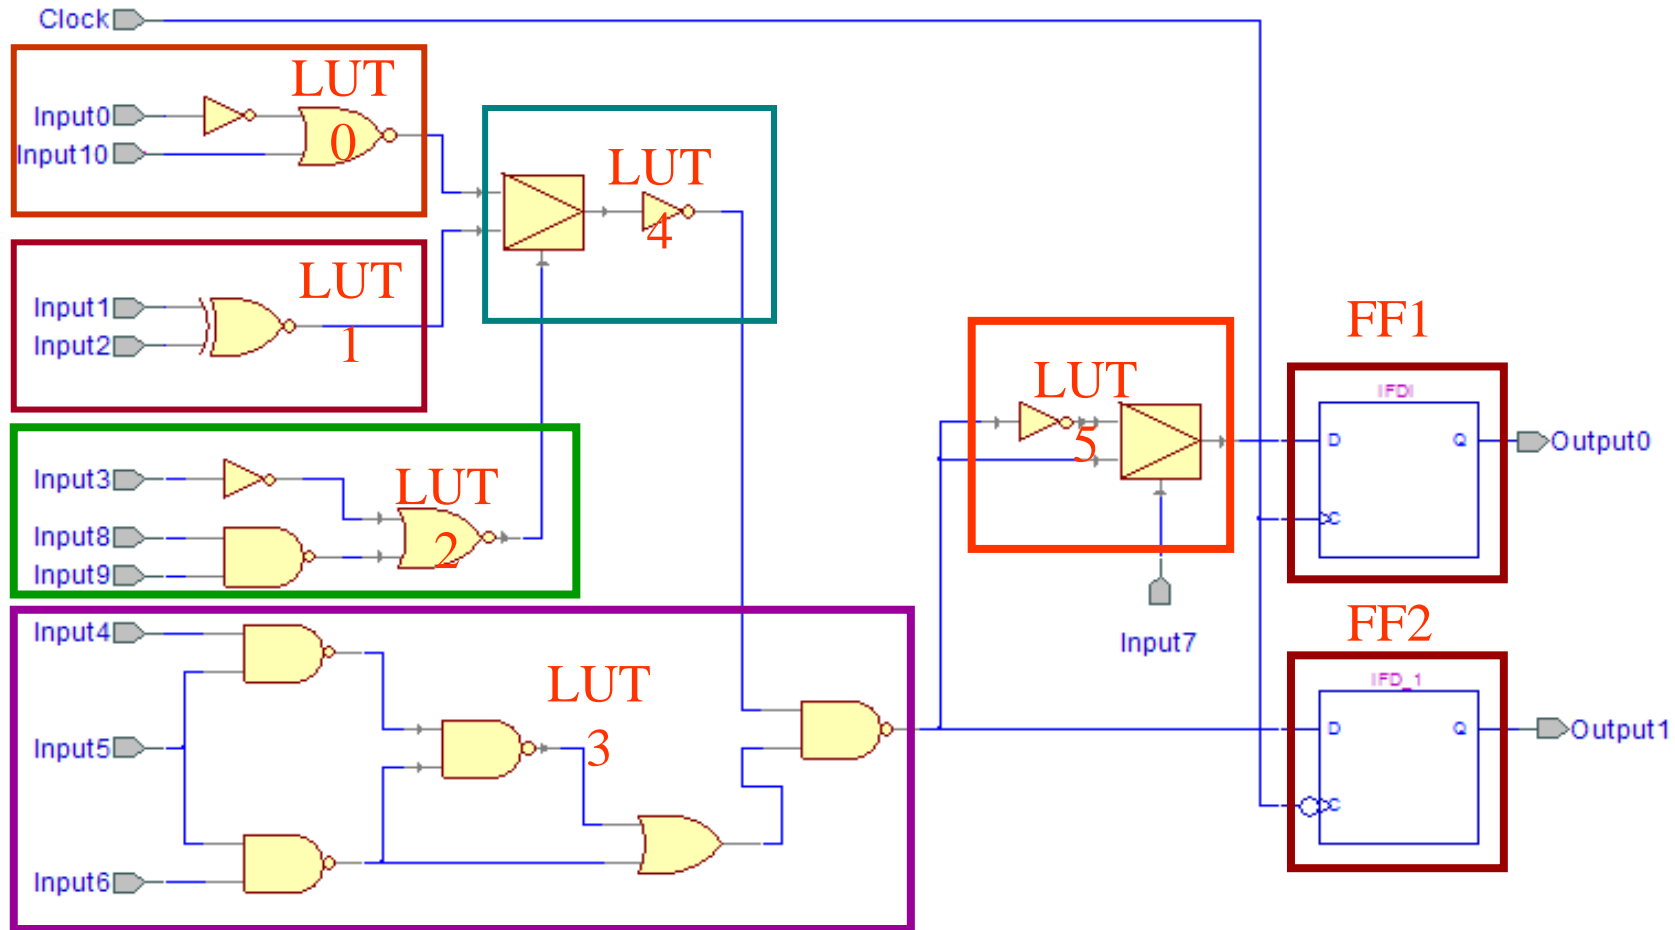 Clock
LUT
0
Input0
Input10
LUT
4
LUT
1
Input1
Input2
FF1
LUT
5
IFDI
D
Q
C
Output0
LUT
2
Input3
Input8
Input9
Input7
FF2
IFD_1
D
Q
C
Output1
Input4
LUT
3
Input5
Input6